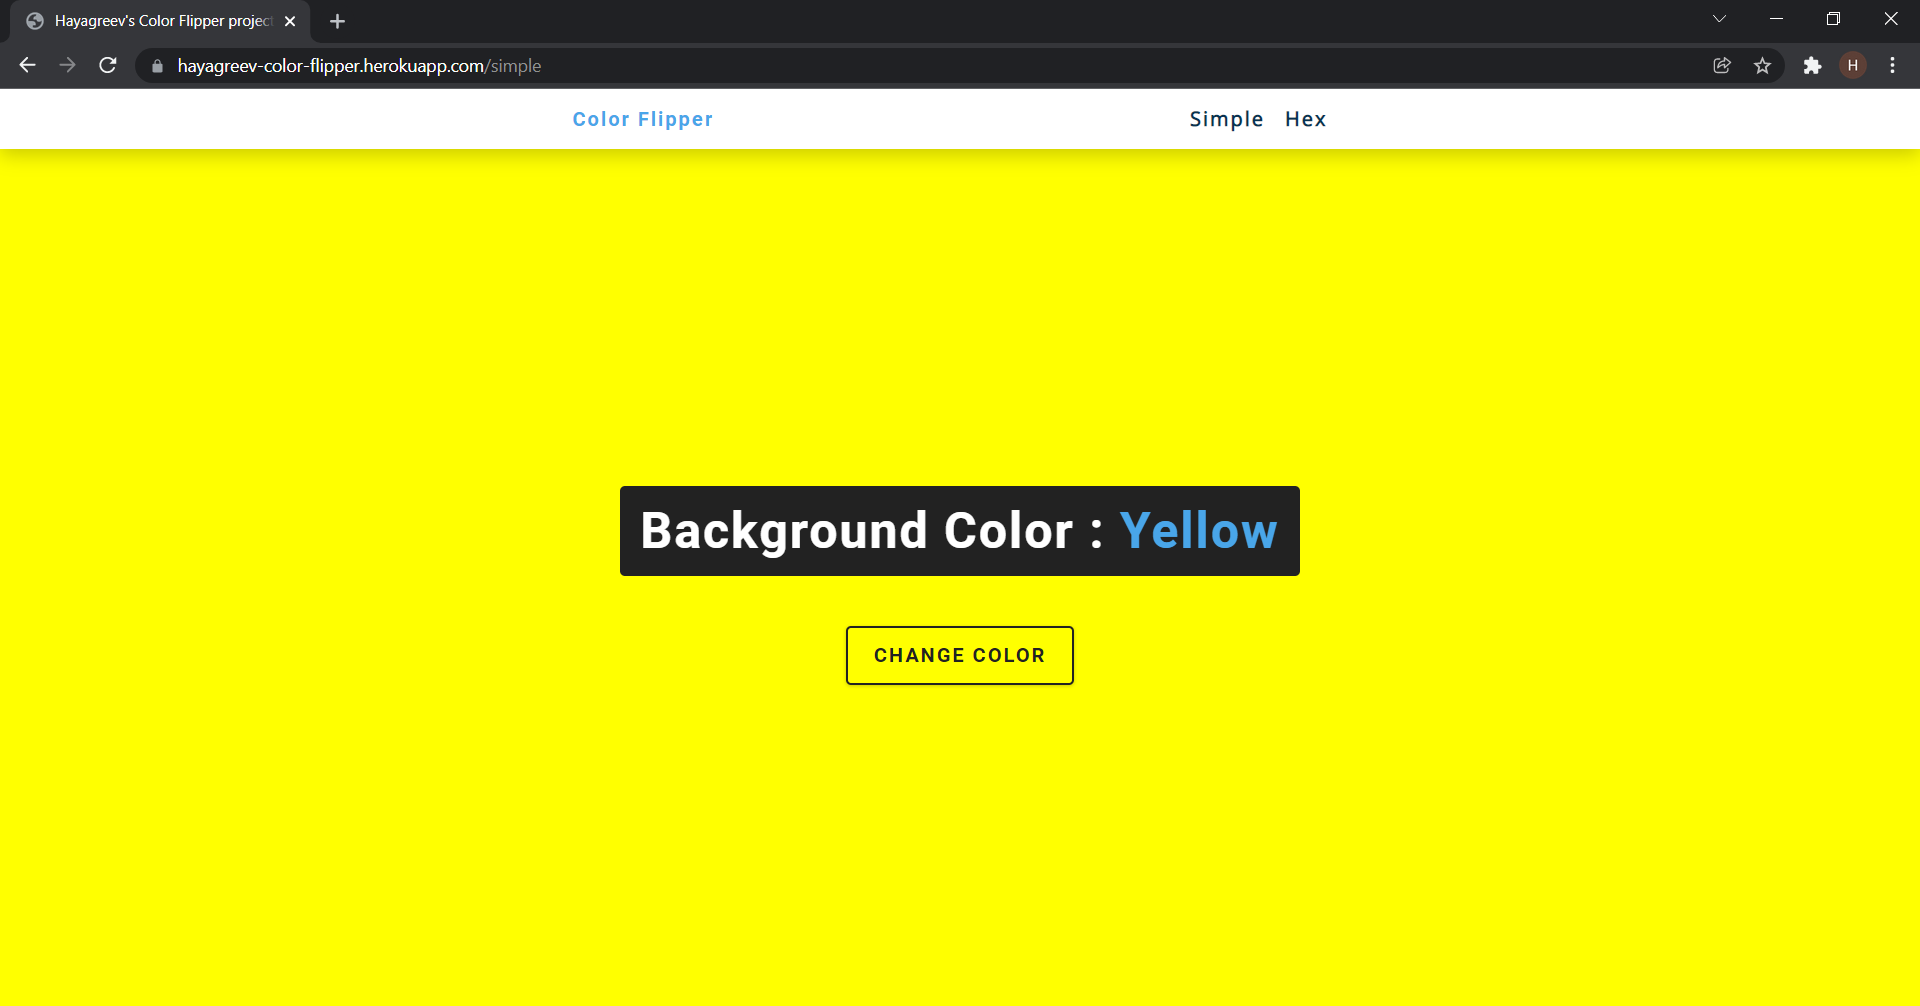 Hayagreev's Color Flipper project
hayagreev-color-flipper.herokuapp.com/simple
H
Color Flipper
Simple
Hex
Background Color : Yellow
CHANGE COLOR